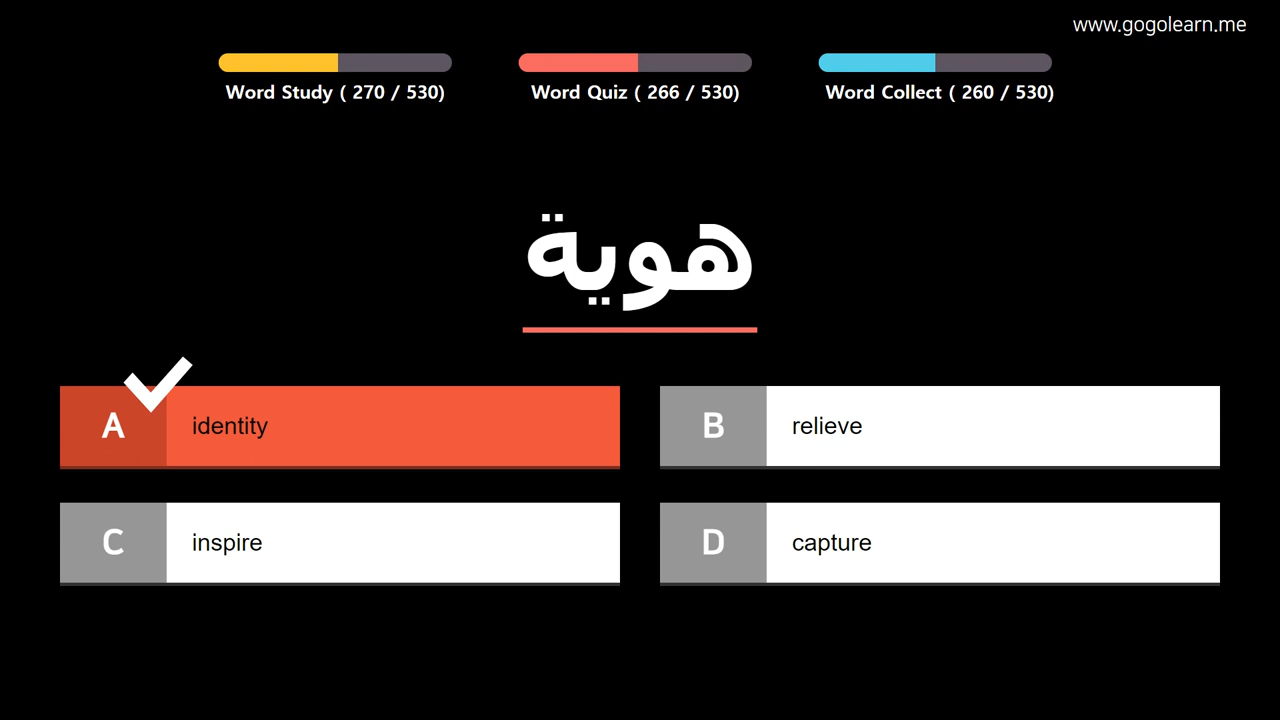 www.gogolearn.me
Word Study ( 270 / 530)
Word Quiz ( 266 / 530)
Word Collect ( 260 / 530)
هوية
A identity
B relieve
C inspire
D capture